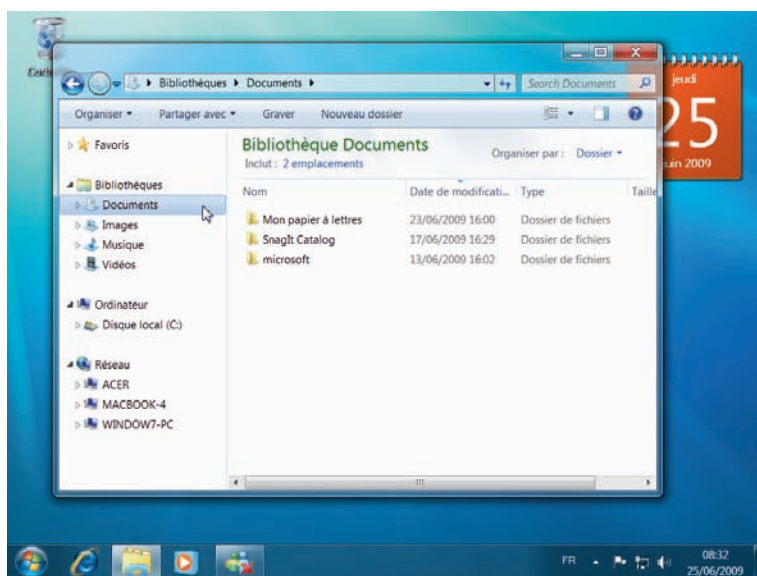 Bibliothèques Documents
Search Documents
Organiser Partager avec Graver Nouveau dossier
Favoris
Bibliothèques
Documents
Images
Musique
Vidéos
Ordinateur
Disque local (C:)
Réseau
ACER
MACBOOK-4
WINDOW7-PC
Bibliothèque Documents
Inclut : 2 emplacements
Organiser par : Dossier
Nom Date de modificati... Type Taille
Mon papier à lettres 23/06/2009 16:00 Dossier de fichiers
SnagIt Catalog 17/06/2009 16:29 Dossier de fichiers
microsoft 13/06/2009 16:02 Dossier de fichiers
jeudi
25
juin 2009
FR
08:32
25/06/2009